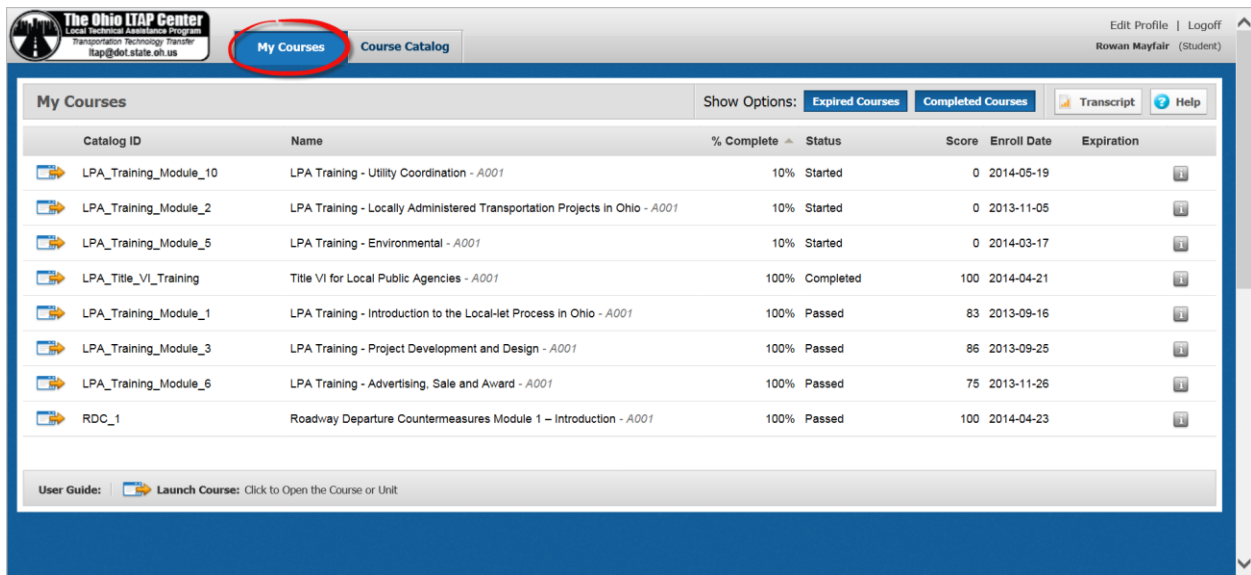 The Ohio LTAP Center
Local Technical Assistance Program
Transportation Technology Transfer
ltap@dot.state.oh.us
My Courses
Course Catalog
Edit Profile | Logoff
Rowan Mayfair (Student)
My Courses
Show Options: Expired Courses Completed Courses Transcript Help
Catalog ID Name % Complete Status Score Enroll Date Expiration
LPA_Training_Module_10 LPA Training - Utility Coordination - A001 10% Started 0 2014-05-19
LPA_Training_Module_2 LPA Training - Locally Administered Transportation Projects in Ohio - A001 10% Started 0 2013-11-05
LPA_Training_Module_5 LPA Training - Environmental - A001 10% Started 0 2014-03-17
LPA_Title_VI_Training Title VI for Local Public Agencies - A001 100% Completed 100 2014-04-21
LPA_Training_Module_1 LPA Training - Introduction to the Local-let Process in Ohio - A001 100% Passed 83 2013-09-16
LPA_Training_Module_3 LPA Training - Project Development and Design - A001 100% Passed 86 2013-09-25
LPA_Training_Module_6 LPA Training - Advertising, Sale and Award - A001 100% Passed 75 2013-11-26
RDC_1 Roadway Departure Countermeasures Module 1 – Introduction - A001 100% Passed 100 2014-04-23
User Guide: Launch Course: Click to Open the Course or Unit